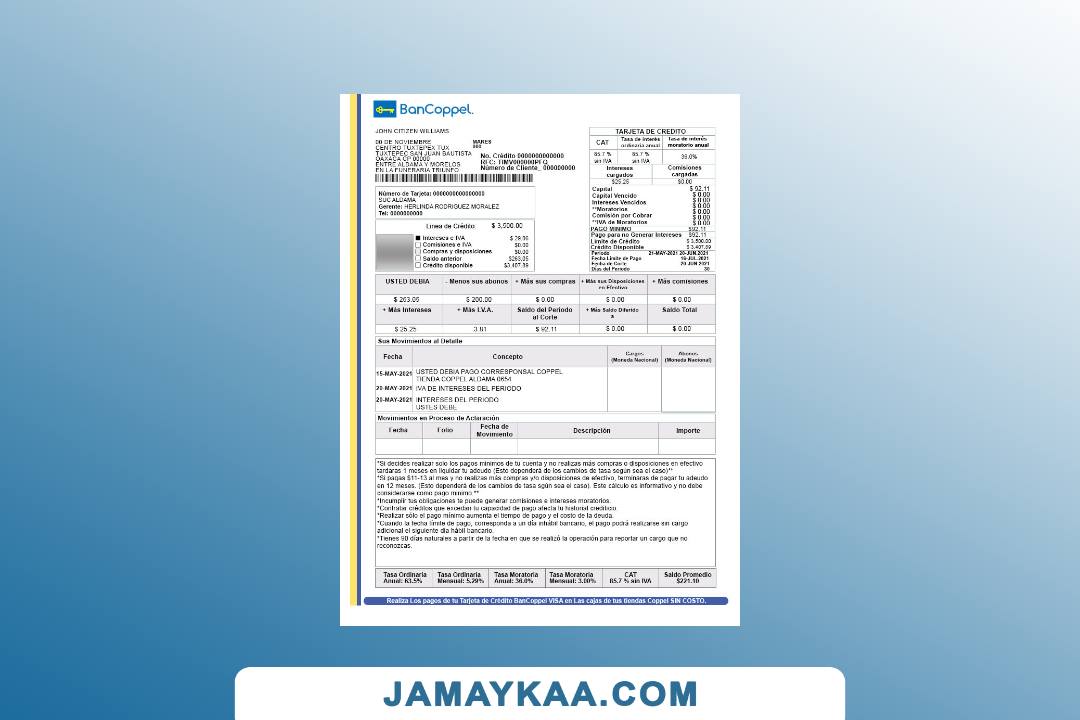 BanCoppel.
JOHN CITIZEN WILLIAMS
00 DE NOVIEMBRE
CENTRO TUXTEPEX TUX
TUXTEPEC SAN JUAN BAUTISTA
OAXACA CP 00000
ENTRE ALDAMA Y MORELOS
EN LA FUNERARIA TRIUNFO
MARES
000
No. Crédito 0000000000000
RFC: TIMV000000PFQ
Número de Cliente_ 000000000
TARJETA DE CREDITO
CAT
Tasa de interés
ordinaria anual
Tasa de interés
moratorio anual
85.7 %
sin IVA
85.7 %
sin IVA
Intereses
cargados
Comisiones
cargadas
$25.25
$0.00
Capital $ 92.11
Capital Vencido $ 0.00
Intereses Vencidos $ 0.00
**Moratorios $ 0.00
Comisión por Cobrar $ 0.00
**IVA de Moratorios $ 0.00
PAGO MINIMO $92.11
Pago para no Generar Intereses $92.11
Limite de Crédito $ 3,500.00
Crédito Disponible $ 3,407.89
Periodo 21-MAY-2021 20-JUN.2021
Fecha Limite de Pago 16-JUL.2021
Fecha de Corte 20-JUN 2021
Dias del Periodo 30
Número de Tarjeta: 0000000000000000
SUC ALDAMA
Gerente: HERLINDA RODRIGUEZ MORALEZ
Tel: 0000000000
Linea de Crédito $ 3,500.00
Intereses e IVA $ 29.06
Comisiones e IVA $0.00
Compras y disposiciones $0.00
Saldo anterior $263,05
Crédito disponible $3,407.89
USTED DEBIA
- Menos sus abonos
+ Más sus compras
+ Más sus Disposiciones
en Efectivo
+ Más comisiones
$ 263.05
$ 200.00
$ 0.00
$ 0.00
$ 0.00
+ Más Intereses
+ Más I.V.A.
Saldo del Periodo
al Corte
+ Más Saldo Diferido
a
Saldo Total
$ 25.25
3.81
$ 92.11
$ 0.00
$ 0.00
Sus Movimientos al Detalle
Fecha
Concepto
Cargos
(Moneda Nacional)
Abonos
(Moneda Nacional)
15-MAY-2021 USTED DEBIA PAGO CORRESPONSAL COPPEL
TIENDA COPPEL ALDAMA 0654
20-MAY-2021 IVA DE INTERESES DEL PERIODO
20-MAY-2021 INTERESES DEL PERIODO
USTES DEBE
Movimientos en Proceso de Aclaración
Fecha
Folio
Fecha de
Movimiento
Descripción
Importe
*Si decides realizar solo los pagos minimos de tu cuenta y no realizas más compras o disposiciones en efectivo
tardaras 1 meses en liquidar tu adeudo (Esto dependerá de los cambios de tasa según sea el caso)**
*Si pagas $11-13 al mes y no realizas más compras y/o disposiciones de efectivo, terminaras de pagar tu adeudo
en 12 meses. (Esto dependerá de los cambios de tasa sgún sea el caso). Este cálculo es informativo y no debe
considerarse como pago minimo.**
*Incumplir tus obligaciones te puede generar comisiones e intereses moratorios.
*Contratar créditos que excedan tu capacidad de pago afecta tu historial crediticio.
*Realizar sólo el pago minimo aumenta el tiempo de pago y el costo de la deuda.
*Cuando la fecha límite de pago, corresponda a un día inhábil bancario, el pago podrá realizarse sin cargo
adicional el siguiente día hábil bancario.
*Tienes 90 días naturales a partir de la fecha en que se realizó la operación para reportar un cargo que no
reconozcas.
Tasa Ordinaria
Anual: 63.5%
Tasa Ordinaria
Mensual: 5.29%
Tasa Moratoria
Anual: 36.0%
Tasa Moratoria
Mensual: 3.00%
CAT
85.7 % sin IVA
Saldo Promedio
$221.10
Realiza Los pagos de tu Tarjeta de Crédito BanCoppel VISA en Las cajas de tus tiendas Coppel SIN COSTO.
JAMAYKAA.COM